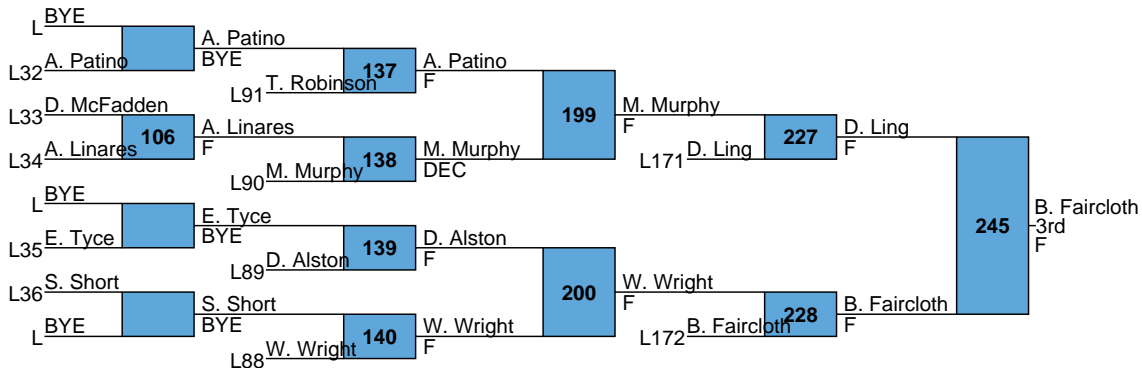 BYE
L
A. Patino
BYE
L32 A. Patino
137
A. Patino
F
L91 T. Robinson
L33 D. McFadden
199
M. Murphy
F
106
A. Linares
F
227
D. Ling
F
L34 A. Linares
138
M. Murphy
DEC
L171 D. Ling
L90 M. Murphy
BYE
L
E. Tyce
BYE
245
B. Faircloth
3rd
F
L35 E. Tyce
139
D. Alston
F
L89 D. Alston
L36 S. Short
200
W. Wright
F
S. Short
BYE
228
B. Faircloth
F
L BYE
140
W. Wright
F
L172 B. Faircloth
L88 W. Wright